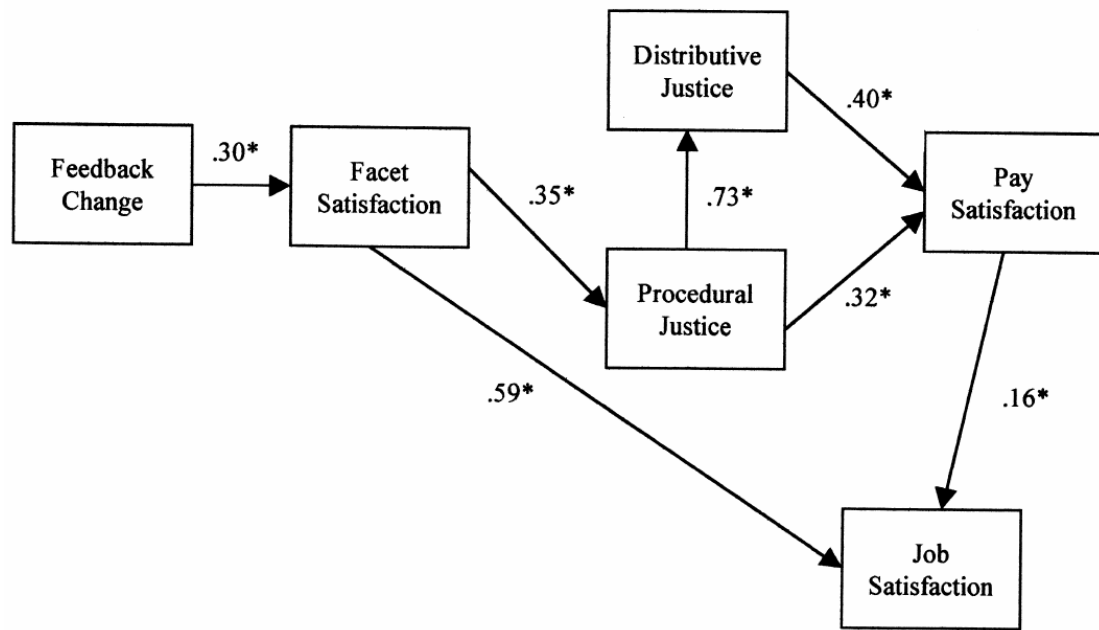 Distributive
Justice
.40*
Feedback
Change
.30*
Facet
Satisfaction
.35*
.73*
Pay
Satisfaction
Procedural
Justice
.32*
.59*
.16*
Job
Satisfaction